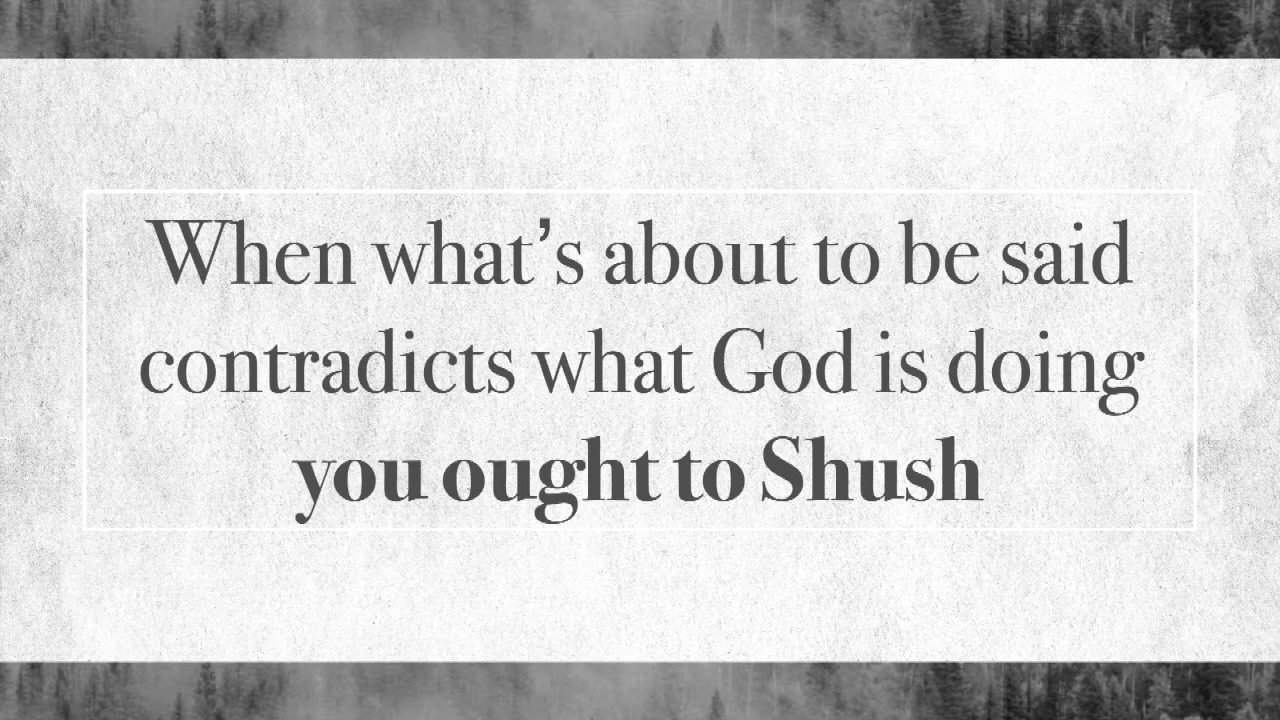 When what’s about to be said
contradicts what God is doing
you ought to Shush